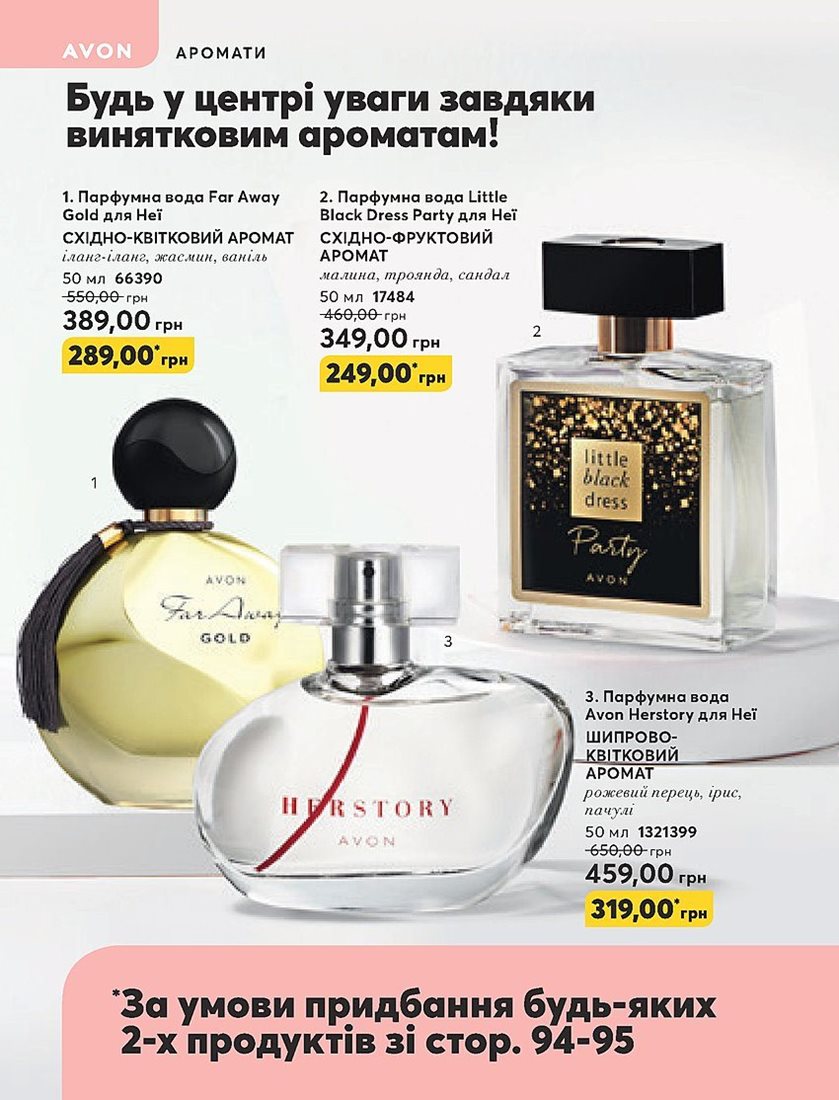 AVON
АРОМАТИ
Будь у центрі уваги завдяки
винятковим ароматам!
1. Парфумна вода Far Away
Gold для Неї
СХІДНО-КВІТКОВИЙ АРОМАТ
іланг-іланг, жасмин, ваніль
50 мл 66390
550,00 грн
389,00 грн
289,00* грн
2. Парфумна вода Little
Black Dress Party для Неї
СХІДНО-ФРУКТОВИЙ
АРОМАТ
малина, троянда, сандал
50 мл 17484
460,00 грн
349,00 грн
249,00* грн
2
little
black
dress
Party
AVON
1
AVON
Far Away
GOLD
3
HERSTORY
AVON
3. Парфумна вода
Avon Herstory для Неї
ШИПРОВО-
КВІТКОВИЙ
АРОМАТ
рожевий перець, ірис,
пачулі
50 мл 1321399
650,00 грн
459,00 грн
319,00* грн
*За умови придбання будь-яких
2-х продуктів зі стор. 94-95